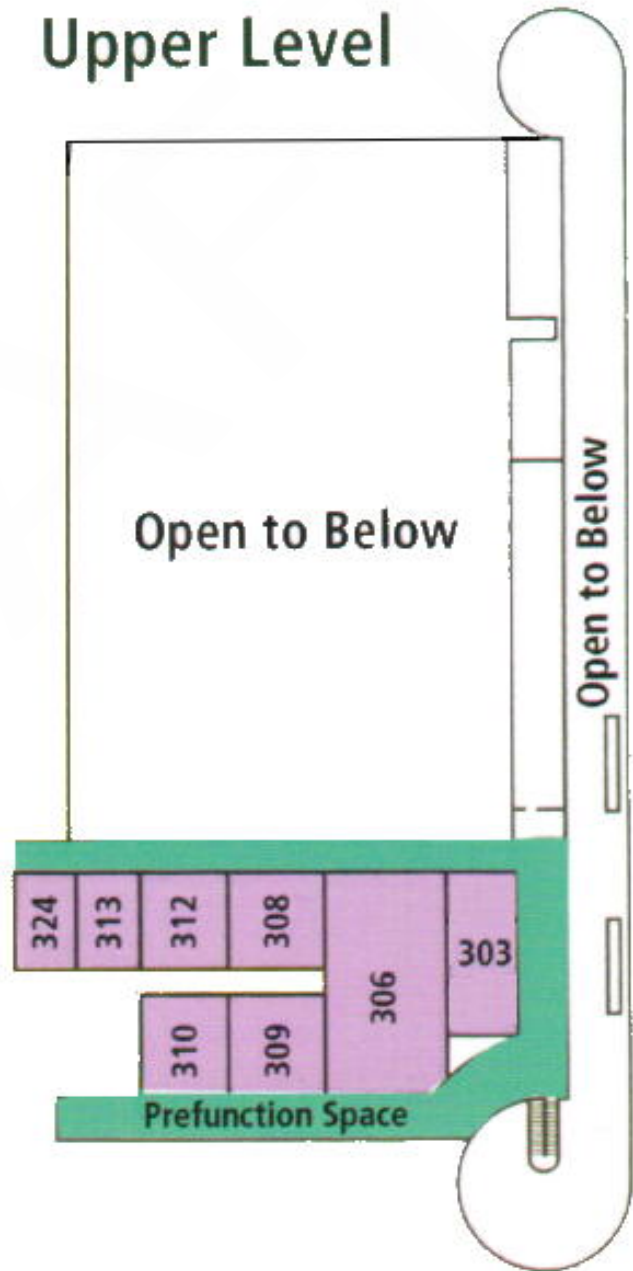 Upper Level
Open to Below
Open to Below
324
313
312
308
306
303
310
309
Prefunction Space